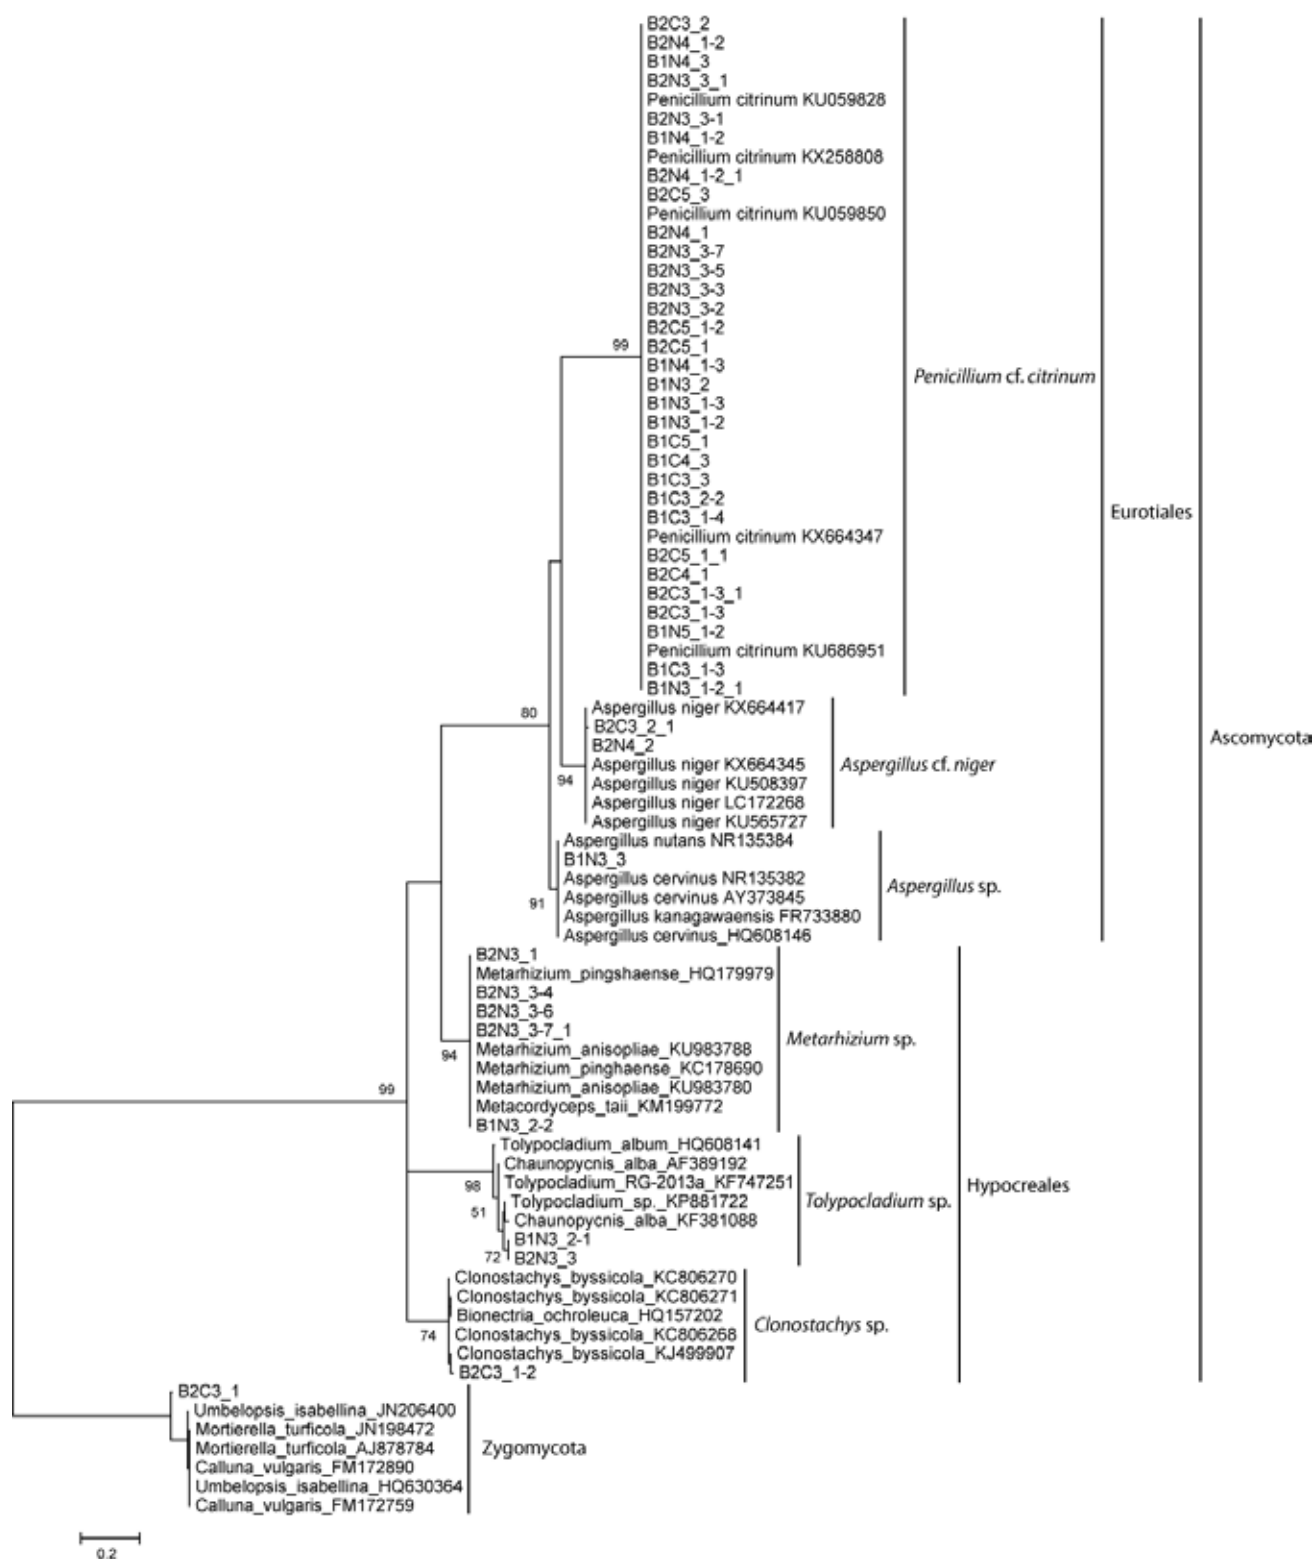 B2C3_2
B2N4_1-2
B1N4_3
B2N3_3_1
Penicillium citrinum KU059828
B2N3_3-1
B1N4_1-2
Penicillium citrinum KX258808
B2N4_1-2_1
B2C5_3
Penicillium citrinum KU059850
B2N4_1
B2N3_3-7
B2N3_3-5
B2N3_3-3
B2N3_3-2
B2C5_1-2
99
B2C5_1
B1N4_1-3
B1N3_2
Penicillium cf. citrinum
B1N3_1-3
B1N3_1-2
B1C5_1
B1C4_3
B1C3_3
B1C3_2-2
Eurotiales
B1C3_1-4
Penicillium citrinum KX664347
B2C5_1_1
B2C4_1
B2C3_1-3_1
B2C3_1-3
B1N5_1-2
Penicillium citrinum KU686951
B1C3_1-3
B1N3_1-2_1
Aspergillus niger KX664417
80
B2C3_2_1
Ascomycota
B2N4_2
Aspergillus niger KX664345
Aspergillus cf. niger
94
Aspergillus niger KU508397
Aspergillus niger LC172268
Aspergillus niger KU565727
Aspergillus nutans NR135384
B1N3_3
Aspergillus cervinus NR135382
Aspergillus sp.
Aspergillus cervinus AY373845
91
Aspergillus kanagawaensis FR733880
Aspergillus cervinus_HQ608146
B2N3_1
Metarhizium_pingshaense_HQ179979
B2N3_3-4
B2N3_3-6
B2N3_3-7_1
Metarhizium sp.
94
Metarhizium_anisopliae_KU983788
Metarhizium_pinghaense_KC178690
99
Metarhizium_anisopliae_KU983780
Metacordyceps_taii_KM199772
B1N3_2-2
Tolypocladium_album_HQ608141
Chaunopycnis_alba_AF389192
98
Tolypocladium_RG-2013a_KF747251
Hypocreales
Tolypocladium_sp._KP881722
Tolypocladium sp.
51
Chaunopycnis_alba_KF381088
B1N3_2-1
72
B2N3_3
Clonostachys_byssicola_KC806270
Clonostachys_byssicola_KC806271
Bionectria_ochroleuca_HQ157202
Clonostachys sp.
74
Clonostachys_byssicola_KC806268
Clonostachys_byssicola_KJ499907
B2C3_1-2
B2C3_1
Umbelopsis_isabellina_JN206400
Mortierella_turficola_JN198472
Mortierella_turficola_AJ878784
Zygomycota
Calluna_vulgaris_FM172890
Umbelopsis_isabellina_HQ630364
Calluna_vulgaris_FM172759
0.2